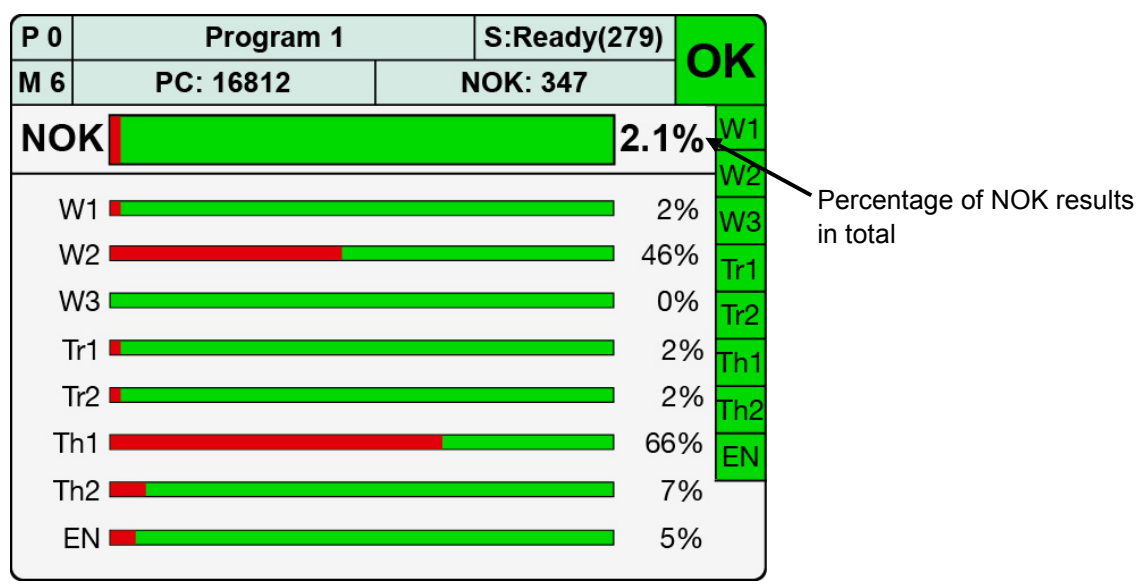 P 0 Program 1 S:Ready(279) OK
M 6 PC: 16812 NOK: 347
NOK 2.1%
W1 2%
W2 46%
W3 0%
Tr1 2%
Tr2 2%
Th1 66%
Th2 7%
EN 5%
W1
W2
W3
Tr1
Tr2
Th1
Th2
EN
Percentage of NOK results
in total